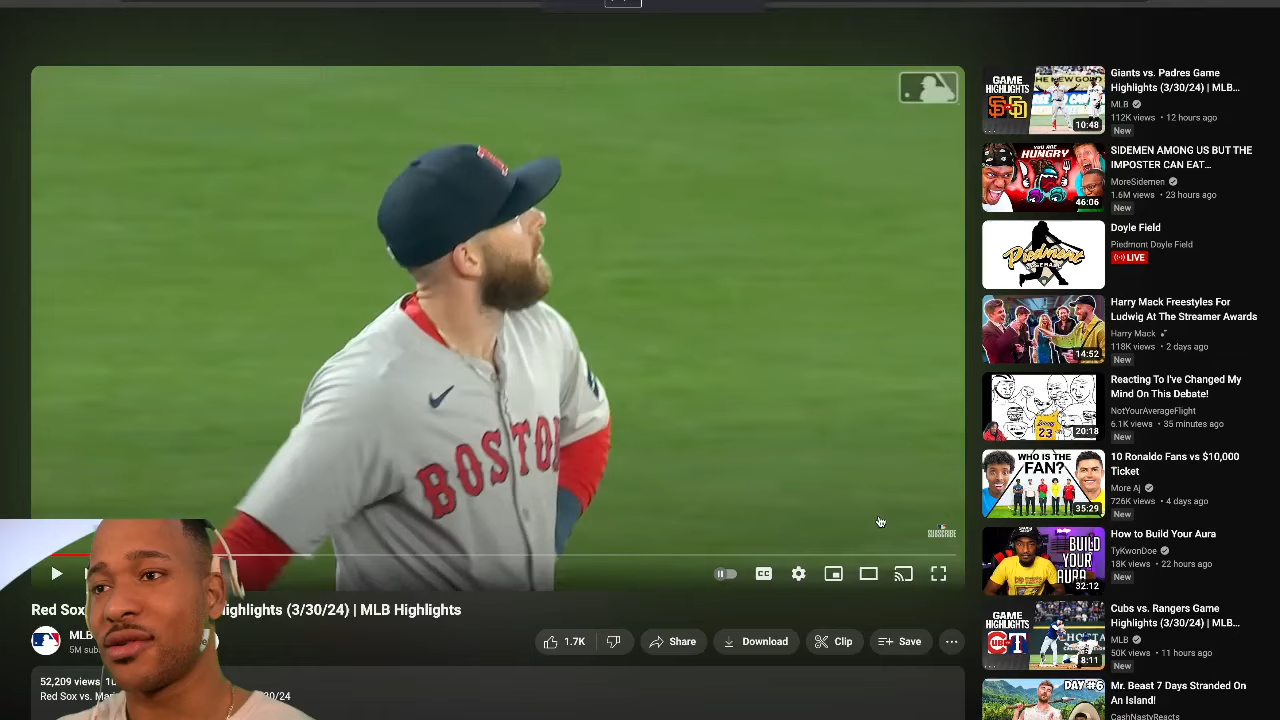 BOSTO
SUBSCRIBE
CC
Red Sox
ighlights (3/30/24) | MLB Highlights
MLB
5M sub
1.7K
Share
Download
Clip
Save
52,209 views
Red Sox vs. Mari
30/24
GAME
HIGHLIGHTS
10:48
Giants vs. Padres Game
Highlights (3/30/24) | MLB...
MLB
112K views • 12 hours ago
New
YOU ARE
HUNGRY
46:06
SIDEMEN AMONG US BUT THE
IMPOSTER CAN EAT...
MoreSidemen
1.6M views • 23 hours ago
New
Piedmont
Doyle Field
Piedmont Doyle Field
LIVE
14:52
Harry Mack Freestyles For
Ludwig At The Streamer Awards
Harry Mack
118K views • 2 days ago
New
23
20:18
Reacting To I've Changed My
Mind On This Debate!
NotYourAverageFlight
6.1K views • 35 minutes ago
New
WHO IS THE
FAN?
35:29
10 Ronaldo Fans vs $10,000
Ticket
More Aj
726K views • 4 days ago
New
BUILD
YOUR
AURA
32:12
How to Build Your Aura
TyKwonDoe
18K views • 22 hours ago
New
GAME
HIGHLIGHTS
8:11
Cubs vs. Rangers Game
Highlights (3/30/24) | MLB...
MLB
50K views • 11 hours ago
New
DAY #6
Mr. Beast 7 Days Stranded On
An Island!
CashNastyReacts